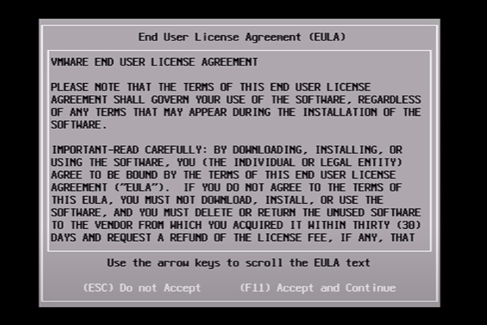 End User License Agreement (EULA)
VMWARE END USER LICENSE AGREEMENT
PLEASE NOTE THAT THE TERMS OF THIS END USER LICENSE
AGREEMENT SHALL GOVERN YOUR USE OF THE SOFTWARE, REGARDLESS
OF ANY TERMS THAT MAY APPEAR DURING THE INSTALLATION OF THE
SOFTWARE.
IMPORTANT-READ CAREFULLY: BY DOWNLOADING, INSTALLING, OR
USING THE SOFTWARE, YOU (THE INDIVIDUAL OR LEGAL ENTITY)
AGREE TO BE BOUND BY THE TERMS OF THIS END USER LICENSE
AGREEMENT ("EULA"). IF YOU DO NOT AGREE TO THE TERMS OF
THIS EULA, YOU MUST NOT DOWNLOAD, INSTALL, OR USE THE
SOFTWARE, AND YOU MUST DELETE OR RETURN THE UNUSED SOFTWARE
TO THE VENDOR FROM WHICH YOU ACQUIRED IT WITHIN THIRTY (30)
DAYS AND REQUEST A REFUND OF THE LICENSE FEE, IF ANY, THAT
Use the arrow keys to scroll the EULA text
(ESC) Do not Accept (F11) Accept and Continue